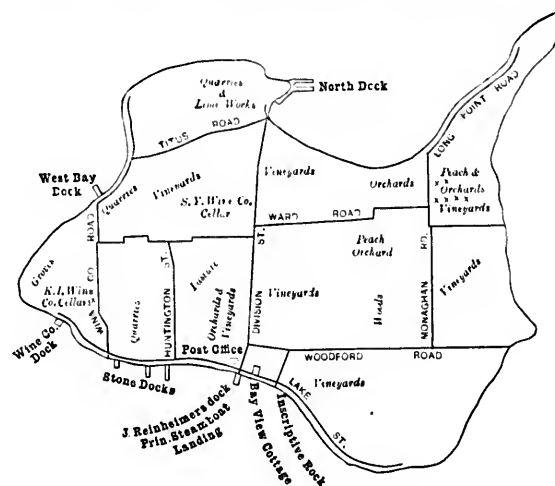 Quarries
&
Lime Works
North Dock
TITUS ROAD
LONG POINT ROAD
West Bay
Dock
Quarries
Vineyards
S. V. Wine Co.
Cellar
Vineyards
Orchards
Peach &
Orchards
x x
x x x x
Vineyards
WARD ROAD
ROAD
WINE CO.
Groves
K. I. Wine
Co. Cellars
Wine Co.
Dock
Quarries
HUNTINGTON ST.
Orchards &
Vineyards
DIVISION ST.
Peach
Orchard
Vineyards
Woods
MONAGHAN RD.
Vineyards
Post Office
WOODFORD ROAD
Stone Docks
LAKE ST.
Vineyards
J. Reinheimers dock
Prin. Steamboat
Landing
Bay View Cottage
Inscriptive Rock